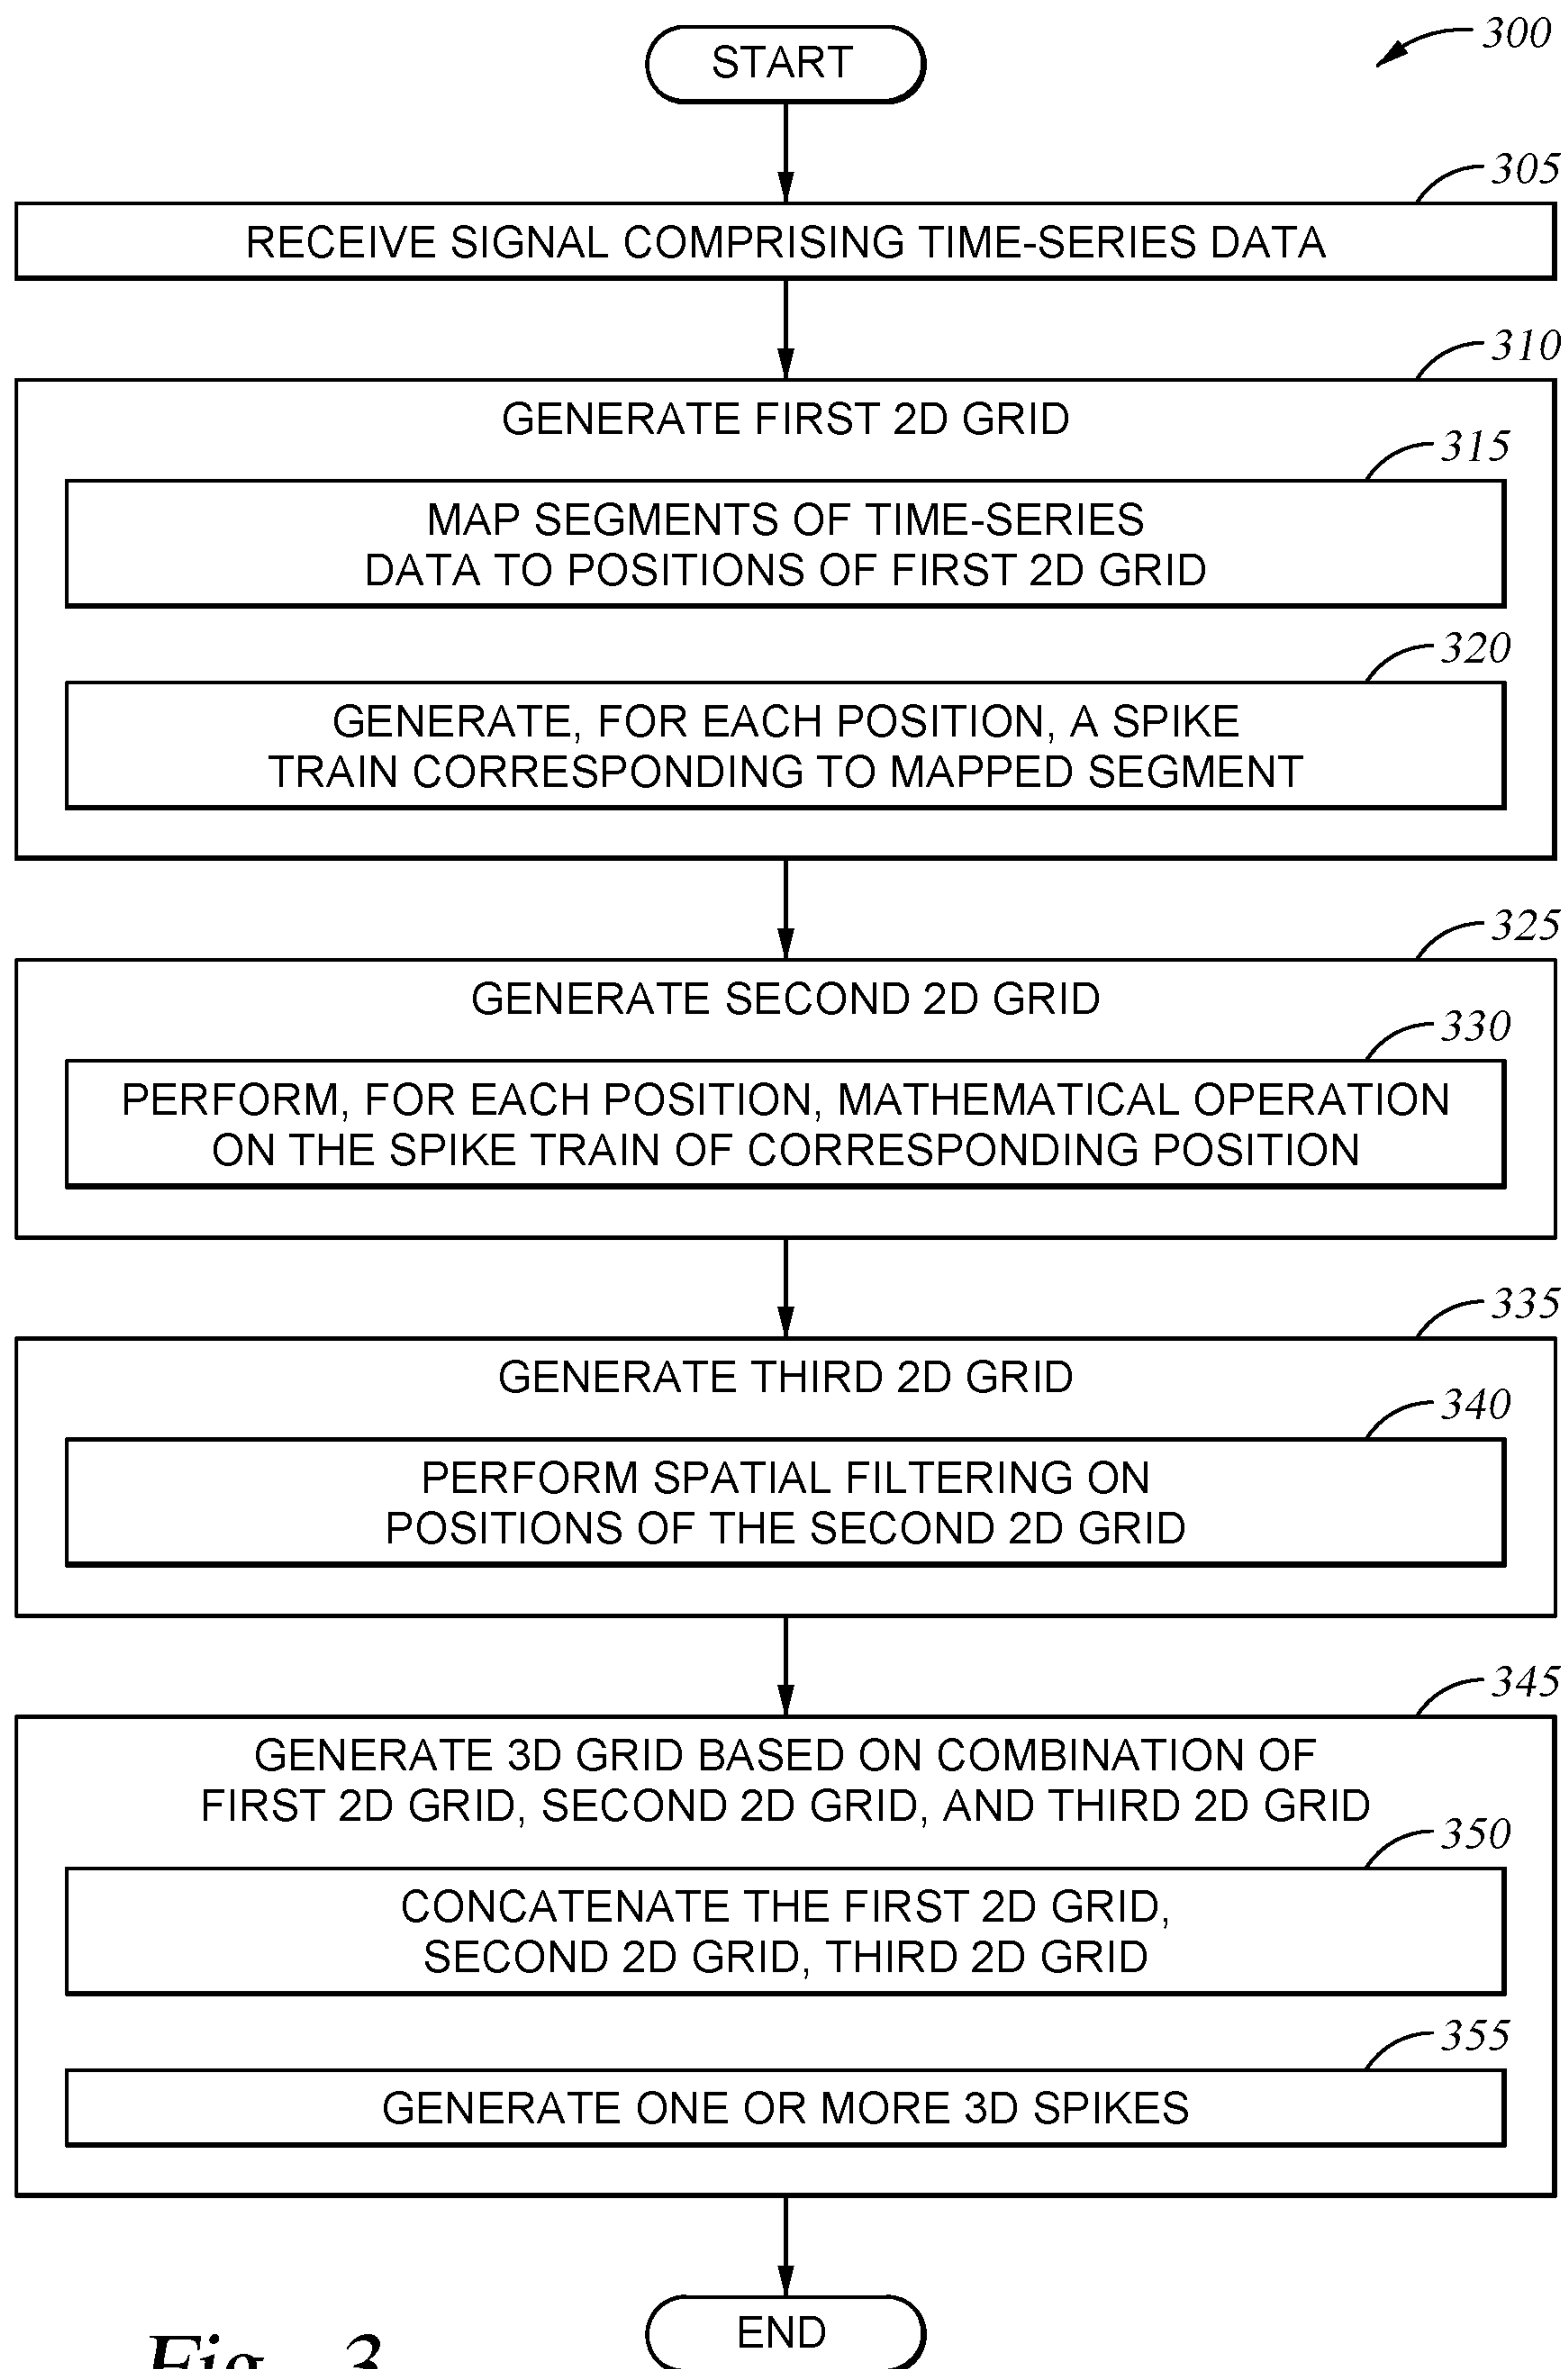 300
START
305
RECEIVE SIGNAL COMPRISING TIME-SERIES DATA
310
GENERATE FIRST 2D GRID
315
MAP SEGMENTS OF TIME-SERIES
DATA TO POSITIONS OF FIRST 2D GRID
320
GENERATE, FOR EACH POSITION, A SPIKE
TRAIN CORRESPONDING TO MAPPED SEGMENT
325
GENERATE SECOND 2D GRID
330
PERFORM, FOR EACH POSITION, MATHEMATICAL OPERATION
ON THE SPIKE TRAIN OF CORRESPONDING POSITION
335
GENERATE THIRD 2D GRID
340
PERFORM SPATIAL FILTERING ON
POSITIONS OF THE SECOND 2D GRID
345
GENERATE 3D GRID BASED ON COMBINATION OF
FIRST 2D GRID, SECOND 2D GRID, AND THIRD 2D GRID
350
CONCATENATE THE FIRST 2D GRID,
SECOND 2D GRID, THIRD 2D GRID
355
GENERATE ONE OR MORE 3D SPIKES
END
Fig. 3